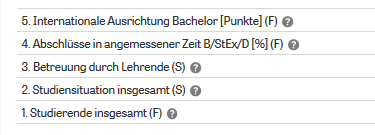 5. Internationale Ausrichtung Bachelor [Punkte] (F) ?
4. Abschlüsse in angemessener Zeit B/StEx/D [%] (F) ?
3. Betreuung durch Lehrende (S) ?
2. Studiensituation insgesamt (S) ?
1. Studierende insgesamt (F) ?